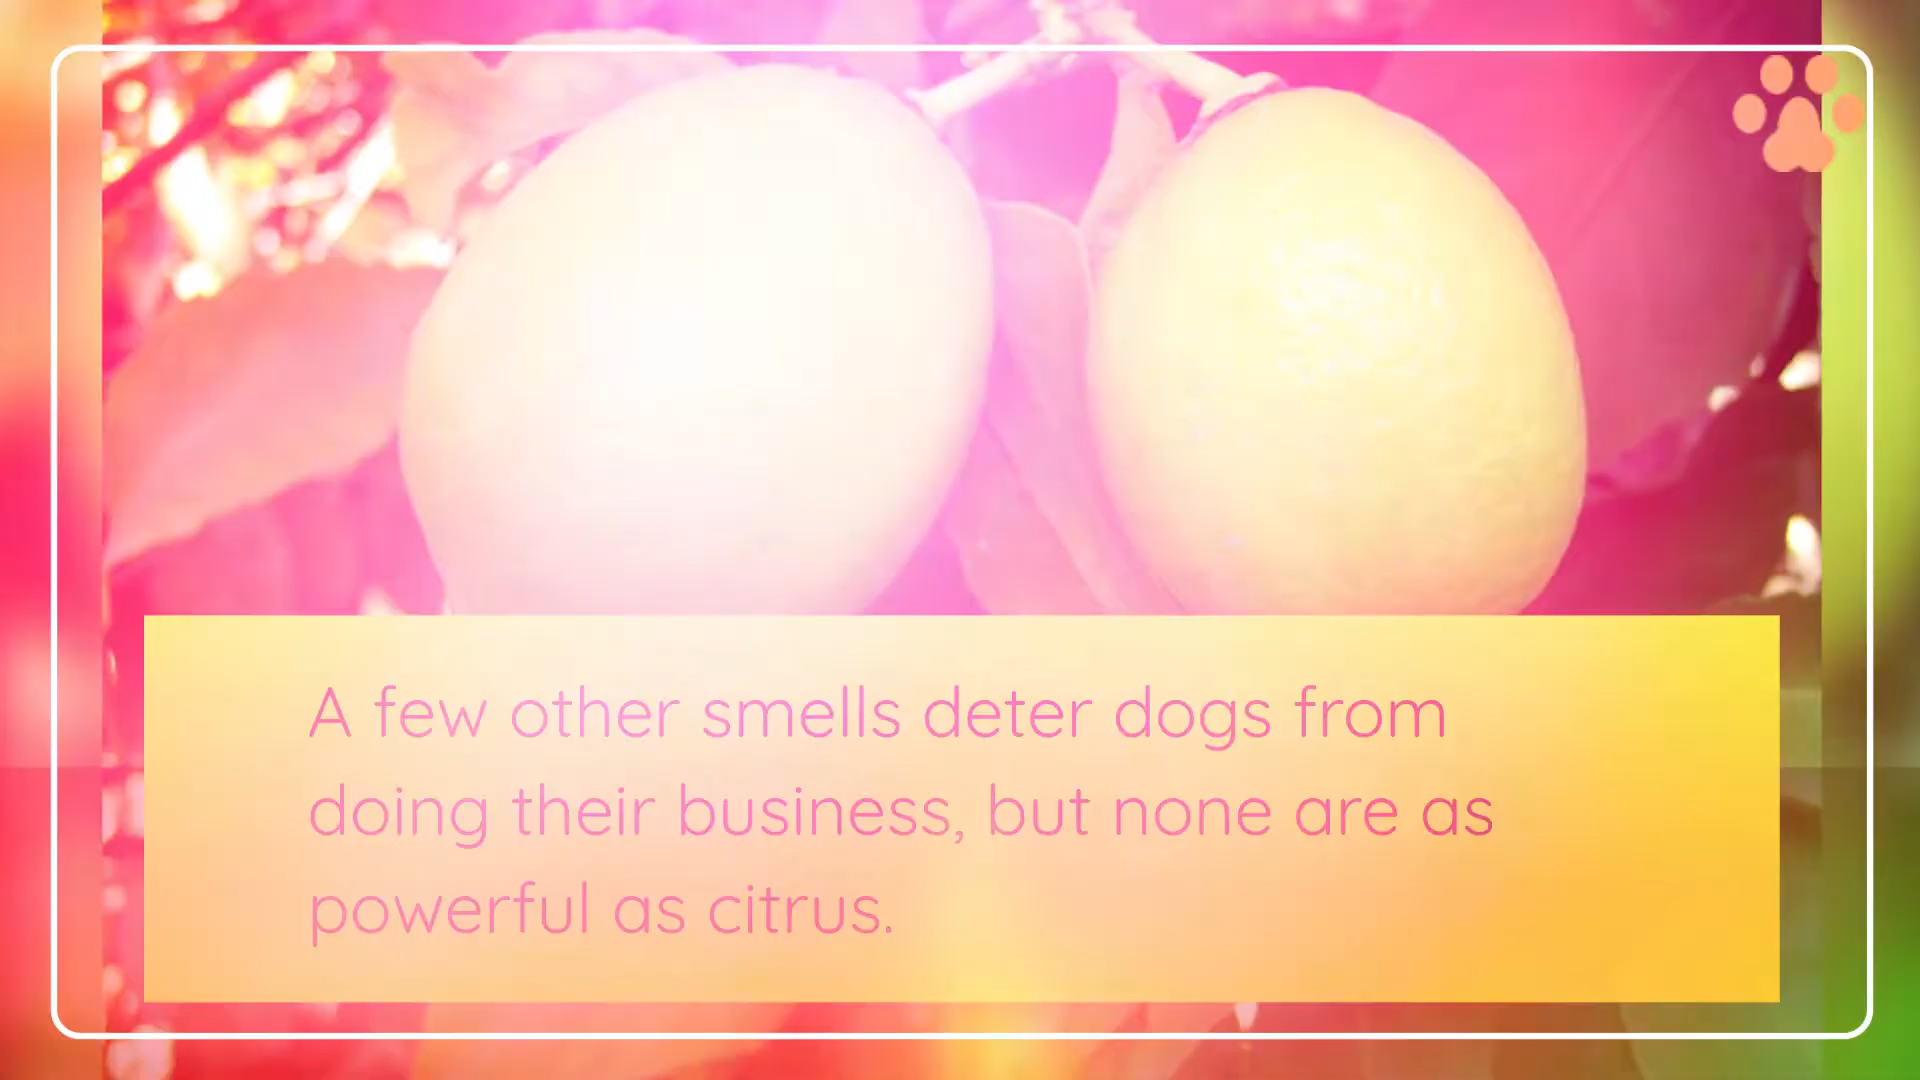 A few other smells deter dogs from
doing their business, but none are as
powerful as citrus.